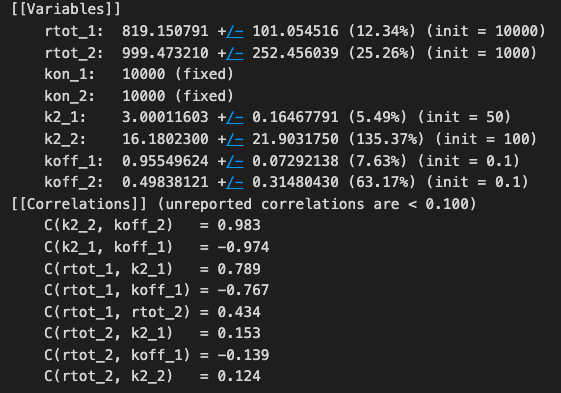 [[Variables]]
rtot_1: 819.150791 +/- 101.054516 (12.34%) (init = 10000)
rtot_2: 999.473210 +/- 252.456039 (25.26%) (init = 1000)
kon_1: 10000 (fixed)
kon_2: 10000 (fixed)
k2_1: 3.00011603 +/- 0.16467791 (5.49%) (init = 50)
k2_2: 16.1802300 +/- 21.9031750 (135.37%) (init = 100)
koff_1: 0.95549624 +/- 0.07292138 (7.63%) (init = 0.1)
koff_2: 0.49838121 +/- 0.31480430 (63.17%) (init = 0.1)
[[Correlations]] (unreported correlations are < 0.100)
C(k2_2, koff_2) = 0.983
C(k2_1, koff_1) = -0.974
C(rtot_1, k2_1) = 0.789
C(rtot_1, koff_1) = -0.767
C(rtot_1, rtot_2) = 0.434
C(rtot_2, k2_1) = 0.153
C(rtot_2, koff_1) = -0.139
C(rtot_2, k2_2) = 0.124